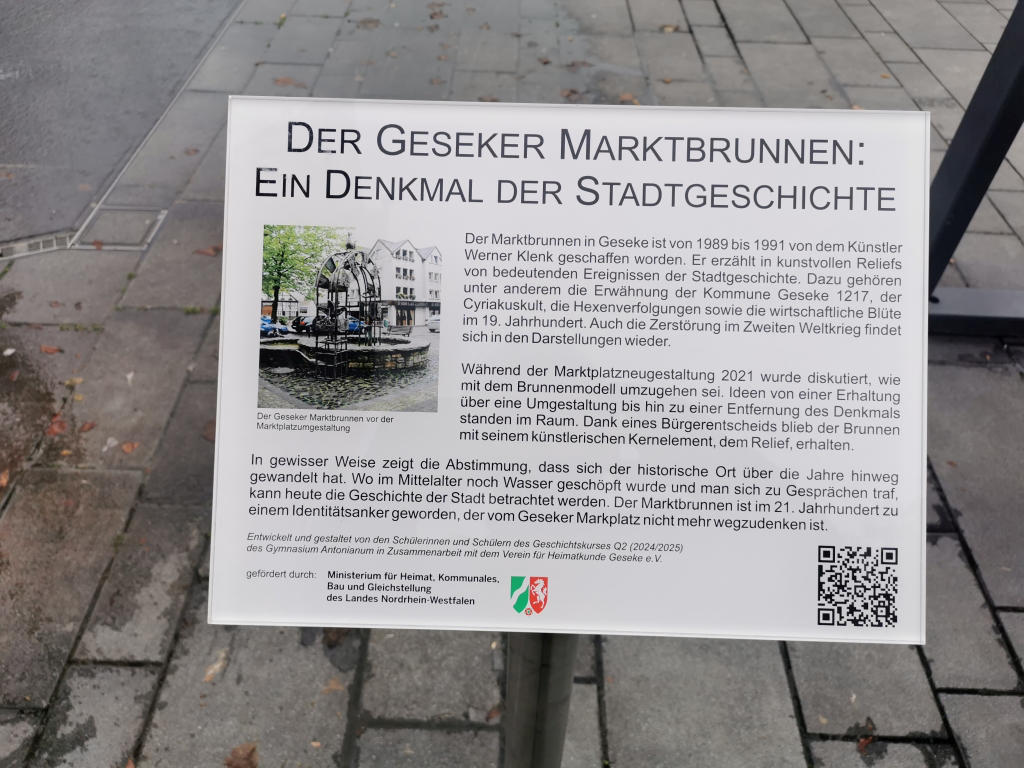 DER GESEKER MARKTBRUNNEN:
EIN DENKMAL DER STADTGESCHICHTE
Der Marktbrunnen in Geseke ist von 1989 bis 1991 von dem Künstler
Werner Klenk geschaffen worden. Er erzählt in kunstvollen Reliefs
von bedeutenden Ereignissen der Stadtgeschichte. Dazu gehören
unter anderem die Erwähnung der Kommune Geseke 1217, der
Cyriakuskult, die Hexenverfolgungen sowie die wirtschaftliche Blüte
im 19. Jahrhundert. Auch die Zerstörung im Zweiten Weltkrieg findet
sich in den Darstellungen wieder.
Während der Marktplatzneugestaltung 2021 wurde diskutiert, wie
mit dem Brunnenmodell umzugehen sei. Ideen von einer Erhaltung
über eine Umgestaltung bis hin zu einer Entfernung des Denkmals
standen im Raum. Dank eines Bürgerentscheids blieb der Brunnen
mit seinem künstlerischen Kernelement, dem Relief, erhalten.
Der Geseker Marktbrunnen vor der
Marktplatzumgestaltung
In gewisser Weise zeigt die Abstimmung, dass sich der historische Ort über die Jahre hinweg
gewandelt hat. Wo im Mittelalter noch Wasser geschöpft wurde und man sich zu Gesprächen traf,
kann heute die Geschichte der Stadt betrachtet werden. Der Marktbrunnen ist im 21. Jahrhundert zu
einem Identitätsanker geworden, der vom Geseker Markplatz nicht mehr wegzudenken ist.
Entwickelt und gestaltet von den Schülerinnen und Schülern des Geschichtskurses Q2 (2024/2025)
des Gymnasium Antonianum in Zusammenarbeit mit dem Verein für Heimatkunde Geseke e.V.
gefördert durch: Ministerium für Heimat, Kommunales,
Bau und Gleichstellung
des Landes Nordrhein-Westfalen